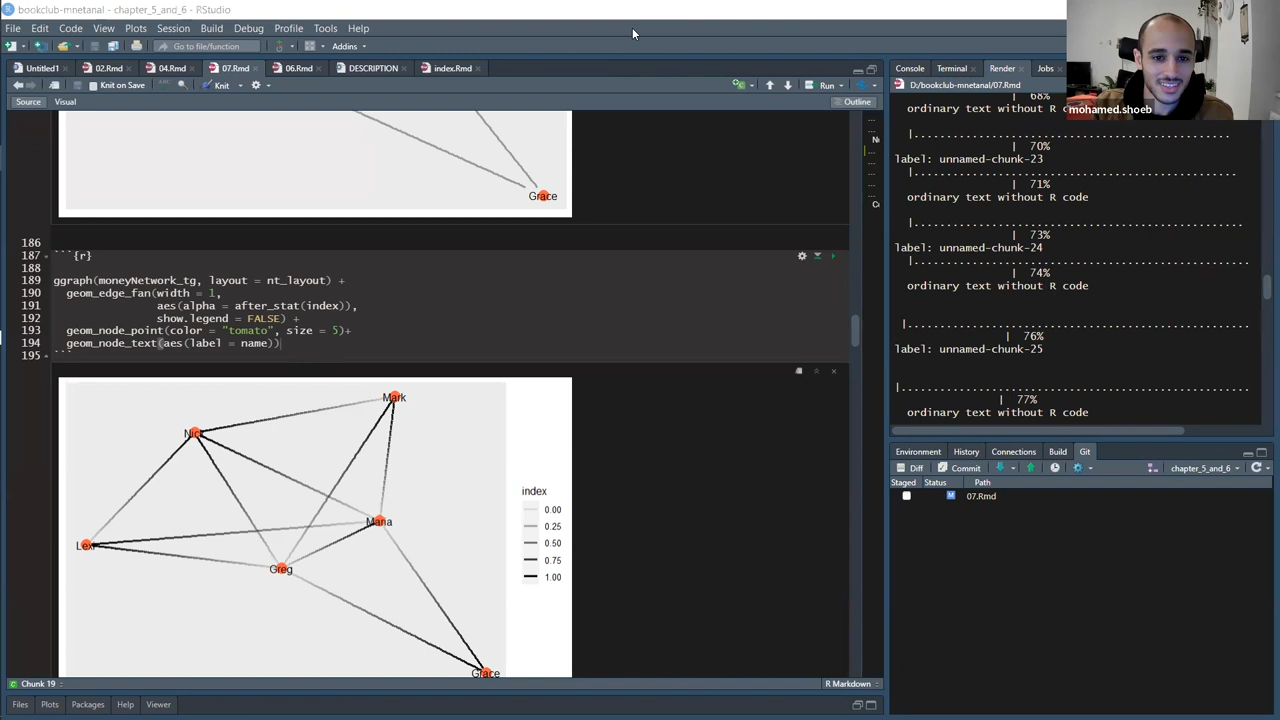 bookclub-mnetanal - chapter_5_and_6 - RStudio
File Edit Code View Plots Session Build Debug Profile Tools Help
Go to file/function Addins
Untitled1 02.Rmd 04.Rmd 07.Rmd 06.Rmd DESCRIPTION index.Rmd
Knit on Save Knit Run
Source Visual Outline
Grace
186
187 ```{r}
188
189 ggraph(moneyNetwork_tg, layout = nt_layout) +
190 geom_edge_fan(width = 1,
191 aes(alpha = after_stat(index)),
192 show.legend = FALSE) +
193 geom_node_point(color = "tomato", size = 5)+
194 geom_node_text(aes(label = name))
195 ```
Mark
Mana
Greg
Grace
index
0.00
0.25
0.50
0.75
1.00
Chunk 19 R Markdown
Files Plots Packages Help Viewer
Console Terminal Render Jobs
D:/bookclub-mnetanal/07.Rmd
| 68%
ordinary text without R code
|..........................................................
| 70%
label: unnamed-chunk-23
|...........................................................
| 71%
ordinary text without R code
|............................................................
| 73%
label: unnamed-chunk-24
|.............................................................
| 74%
ordinary text without R code
|...............................................................
| 76%
label: unnamed-chunk-25
|................................................................
| 77%
ordinary text without R code
Environment History Connections Build Git
Diff Commit chapter_5_and_6
Staged Status Path
M 07.Rmd
mohamed.shoeb